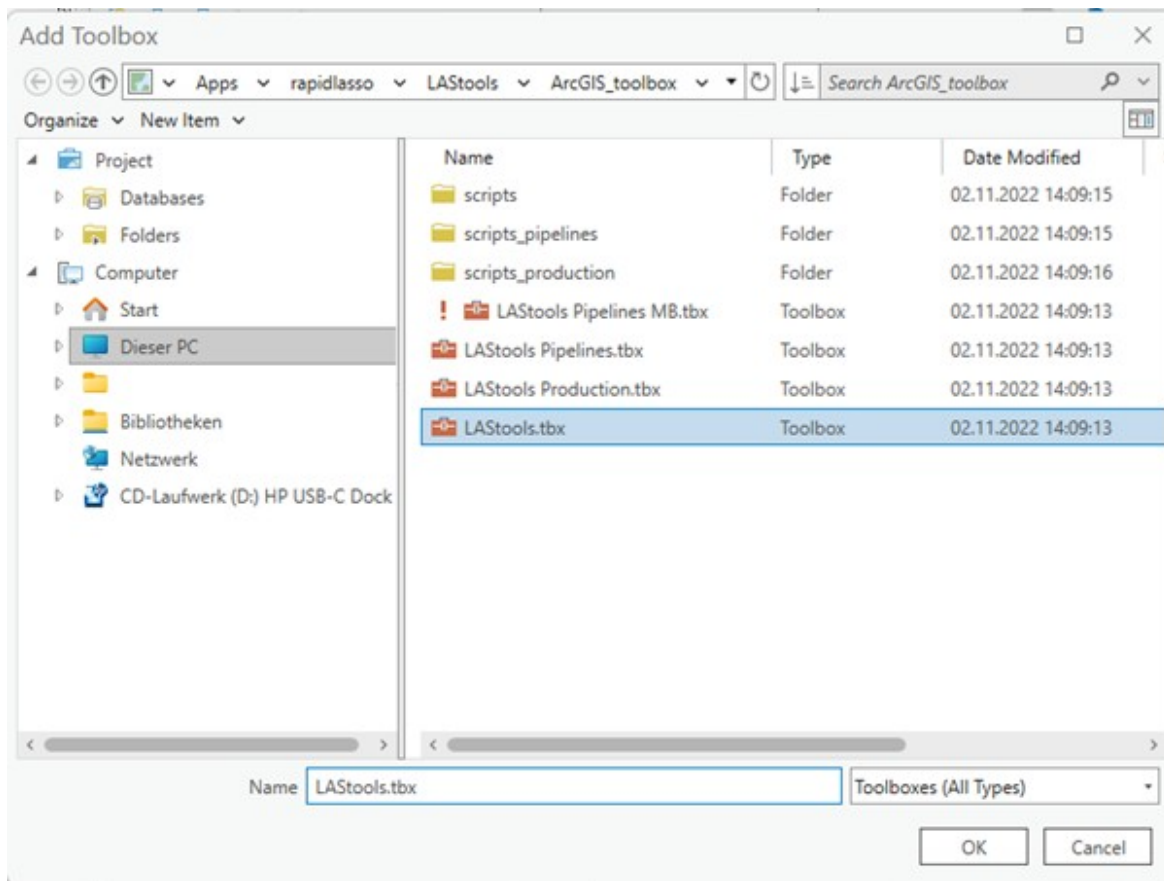 Add Toolbox
Apps rapidlasso LAStools ArcGIS_toolbox Search ArcGIS_toolbox
Organize New Item
Project
Databases
Folders
Computer
Start
Dieser PC
Bibliotheken
Netzwerk
CD-Laufwerk (D:) HP USB-C Dock
Name Type Date Modified
scripts Folder 02.11.2022 14:09:15
scripts_pipelines Folder 02.11.2022 14:09:15
scripts_production Folder 02.11.2022 14:09:16
LAStools Pipelines MB.tbx Toolbox 02.11.2022 14:09:13
LAStools Pipelines.tbx Toolbox 02.11.2022 14:09:13
LAStools Production.tbx Toolbox 02.11.2022 14:09:13
LAStools.tbx Toolbox 02.11.2022 14:09:13
Name LAStools.tbx Toolboxes (All Types)
OK Cancel